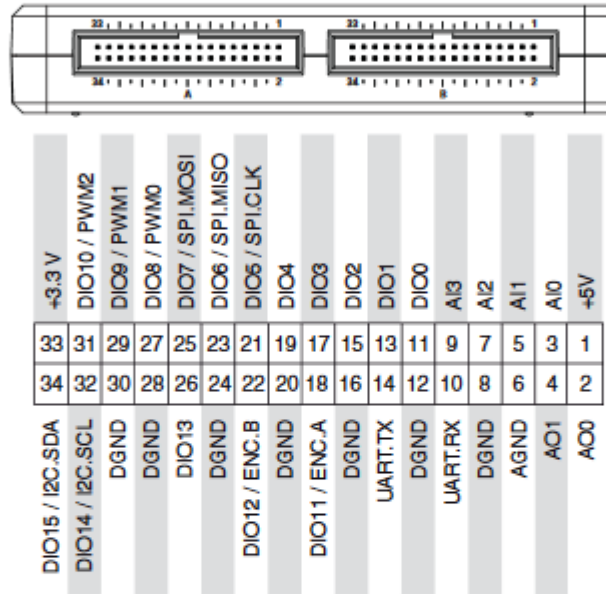 33 1 33 1
34 2 34 2
A B
+3.3 V
DIO10 / PWM2
DIO9 / PWM1
DIO8 / PWM0
DIO7 / SPI.MOSI
DIO6 / SPI.MISO
DIO5 / SPI.CLK
DIO4
DIO3
DIO2
DIO1
DIO0
AI3
AI2
AI1
AI0
+5V
33 31 29 27 25 23 21 19 17 15 13 11 9 7 5 3 1
34 32 30 28 26 24 22 20 18 16 14 12 10 8 6 4 2
DIO15 / I2C.SDA
DIO14 / I2C.SCL
DGND
DGND
DIO13
DGND
DIO12 / ENC.B
DGND
DIO11 / ENC.A
DGND
UART.TX
DGND
UART.RX
DGND
AGND
AO1
AO0